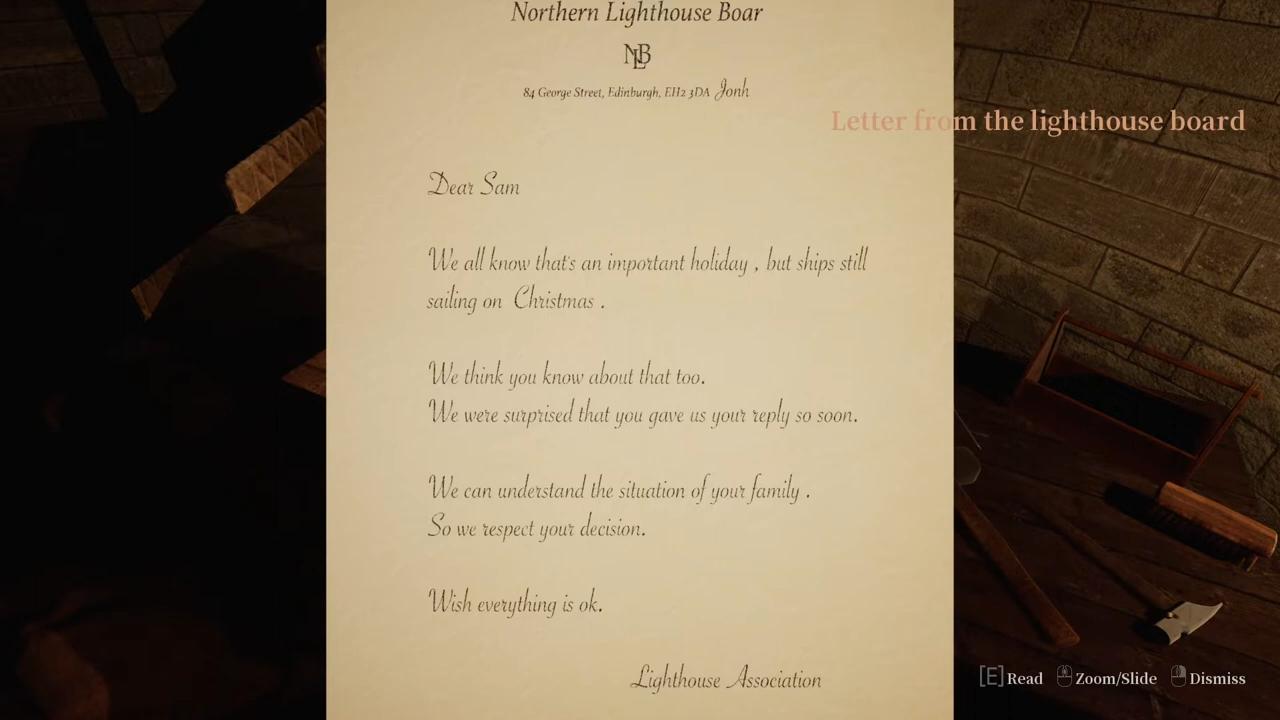 Northern Lighthouse Boar
NLB
84 George Street, Edinburgh, EH2 3DA Jonh
Letter from the lighthouse board
Dear Sam
We all know that's an important holiday , but ships still
sailing on Christmas .
We think you know about that too.
We were surprised that you gave us your reply so soon.
We can understand the situation of your family .
So we respect your decision.
Wish everything is ok.
Lighthouse Association
[E] Read Zoom/Slide Dismiss